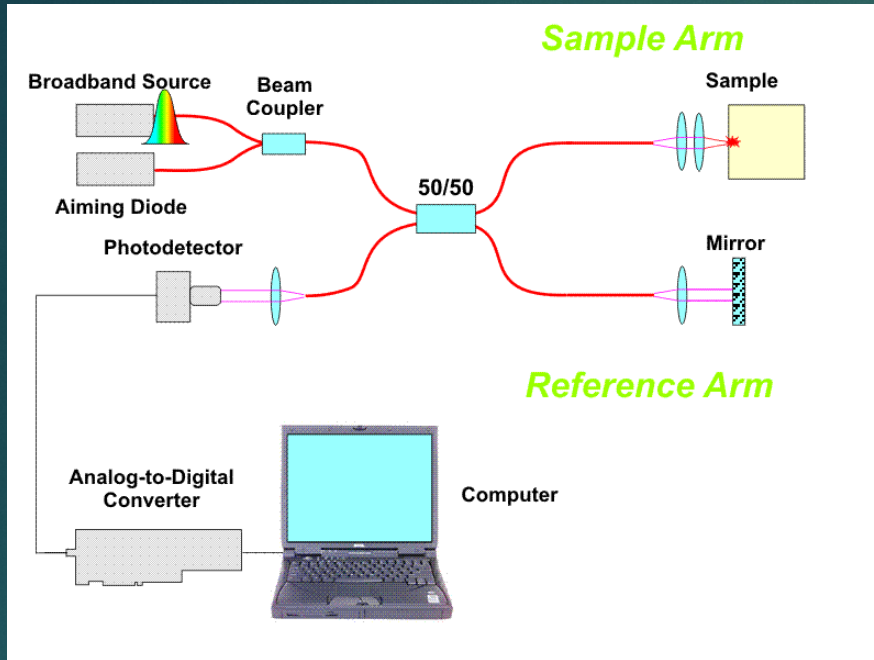 Sample Arm
Broadband Source
Beam
Coupler
Sample
Aiming Diode
50/50
Photodetector
Mirror
Reference Arm
Analog-to-Digital
Converter
Computer